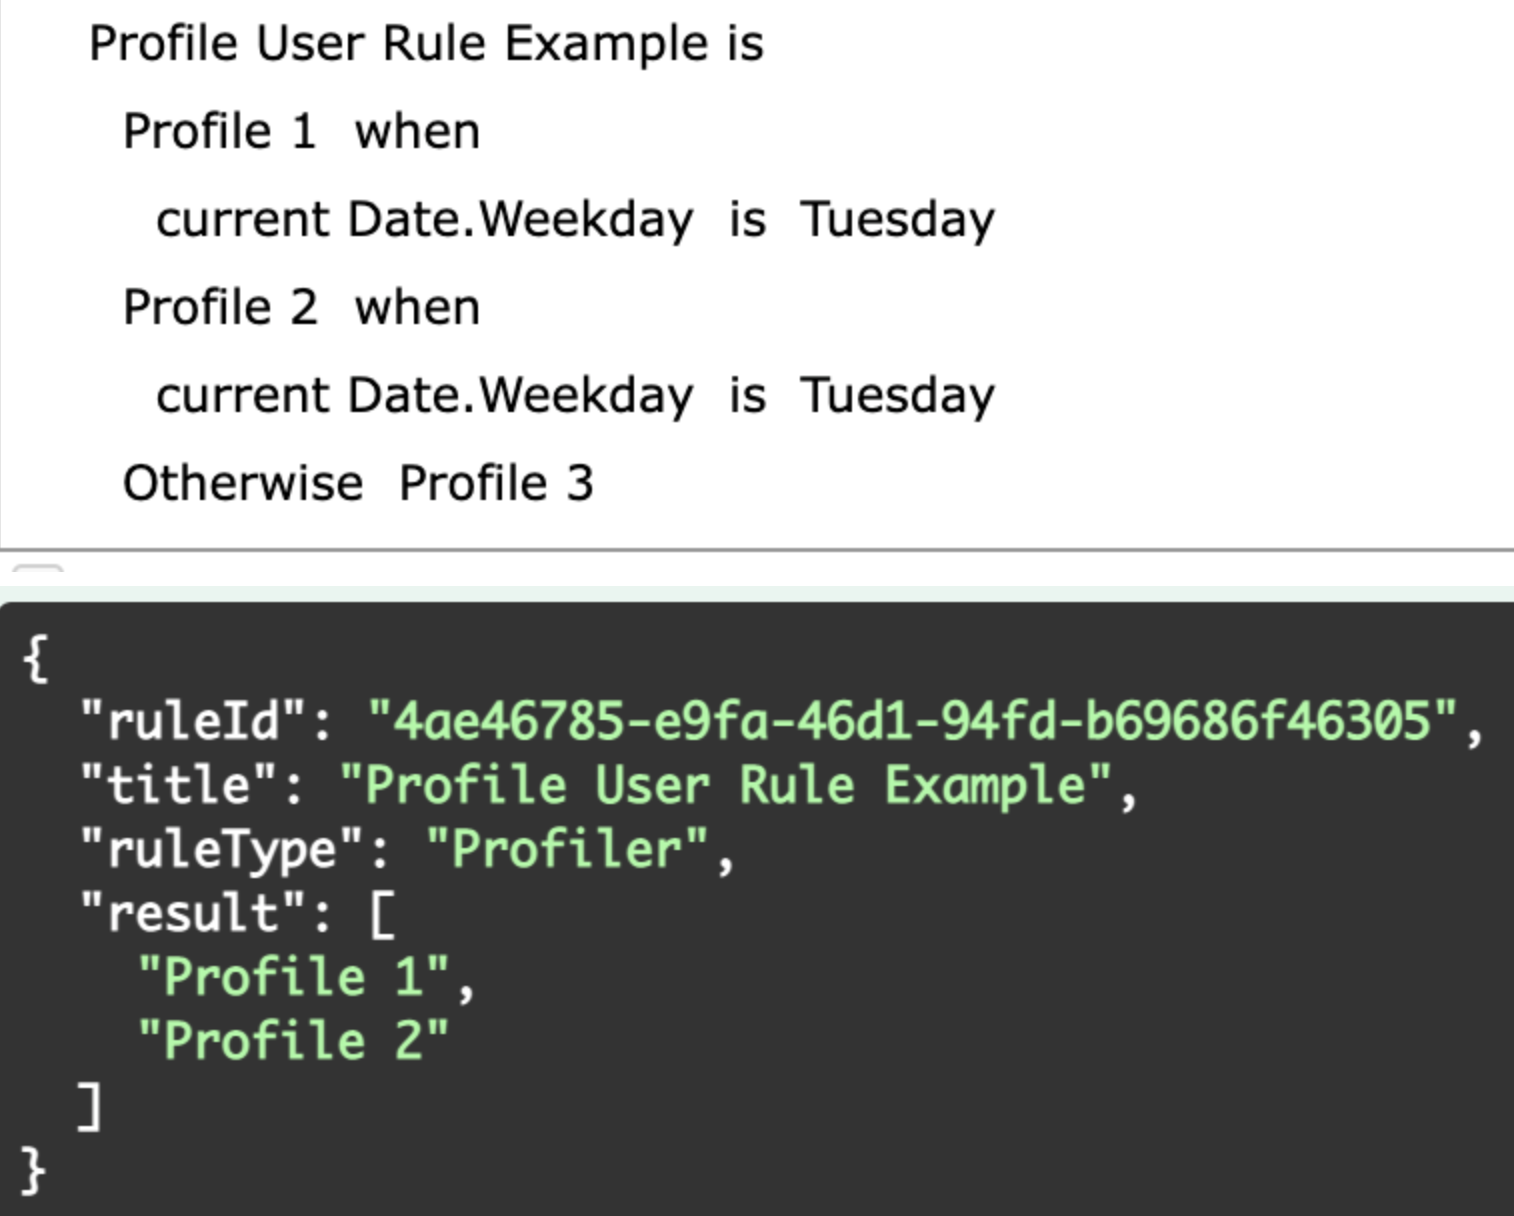 Profile User Rule Example is
Profile 1 when
current Date.Weekday is Tuesday
Profile 2 when
current Date.Weekday is Tuesday
Otherwise Profile 3
{
"ruleId": "4ae46785-e9fa-46d1-94fd-b69686f46305",
"title": "Profile User Rule Example",
"ruleType": "Profiler",
"result": [
"Profile 1",
"Profile 2"
]
}